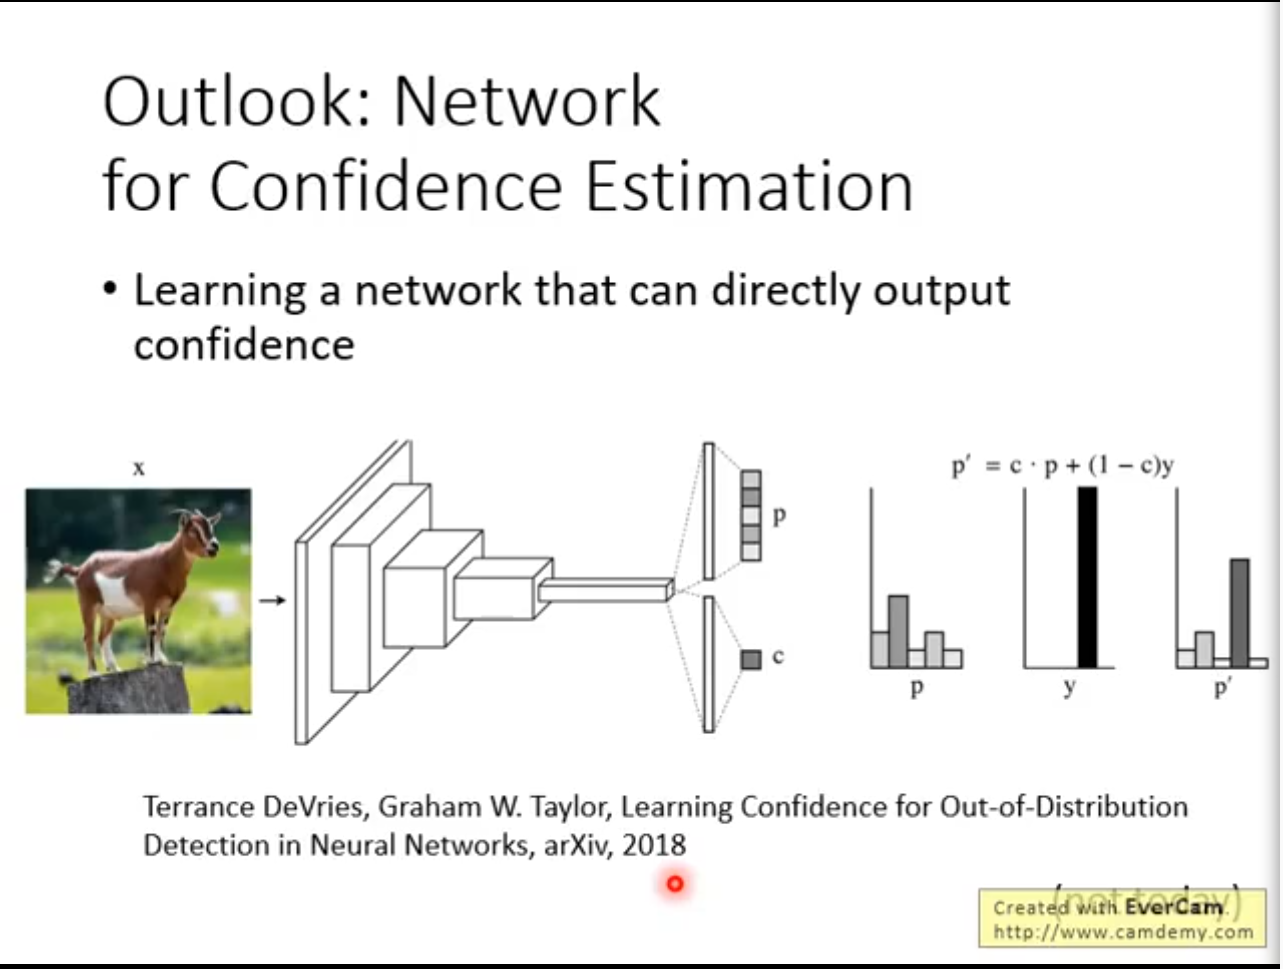 Outlook: Network
for Confidence Estimation
• Learning a network that can directly output
confidence
x
p
c
p′ = c · p + (1 − c)y
p
y
p′
Terrance DeVries, Graham W. Taylor, Learning Confidence for Out-of-Distribution
Detection in Neural Networks, arXiv, 2018
(not today)
Created with EverCam.
http://www.camdemy.com